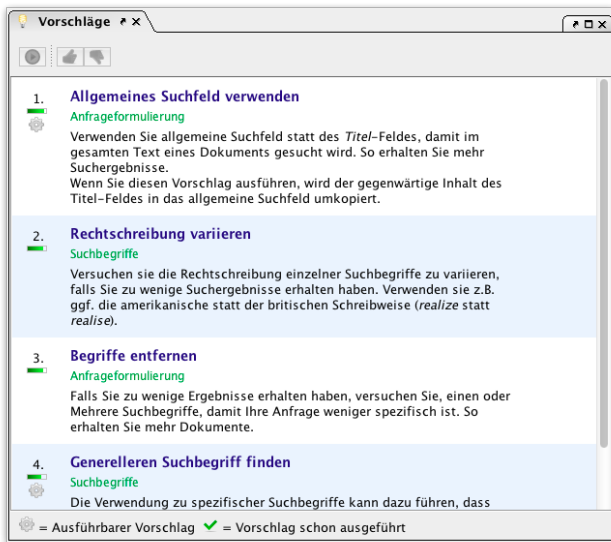 Vorschläge
1. Allgemeines Suchfeld verwenden
Anfrageformulierung
Verwenden Sie allgemeine Suchfeld statt des Titel-Feldes, damit im
gesamten Text eines Dokuments gesucht wird. So erhalten Sie mehr
Suchergebnisse.
Wenn Sie diesen Vorschlag ausführen, wird der gegenwärtige Inhalt des
Titel-Feldes in das allgemeine Suchfeld umkopiert.
2. Rechtschreibung variieren
Suchbegriffe
Versuchen sie die Rechtschreibung einzelner Suchbegriffe zu variieren,
falls Sie zu wenige Suchergebnisse erhalten haben. Verwenden sie z.B.
ggf. die amerikanische statt der britischen Schreibweise (realize statt
realise).
3. Begriffe entfernen
Anfrageformulierung
Falls Sie zu wenige Ergebnisse erhalten haben, versuchen Sie, einen oder
Mehrere Suchbegriffe, damit Ihre Anfrage weniger spezifisch ist. So
erhalten Sie mehr Dokumente.
4. Generelleren Suchbegriff finden
Suchbegriffe
Die Verwendung zu spezifischer Suchbegriffe kann dazu führen, dass
= Ausführbarer Vorschlag = Vorschlag schon ausgeführt